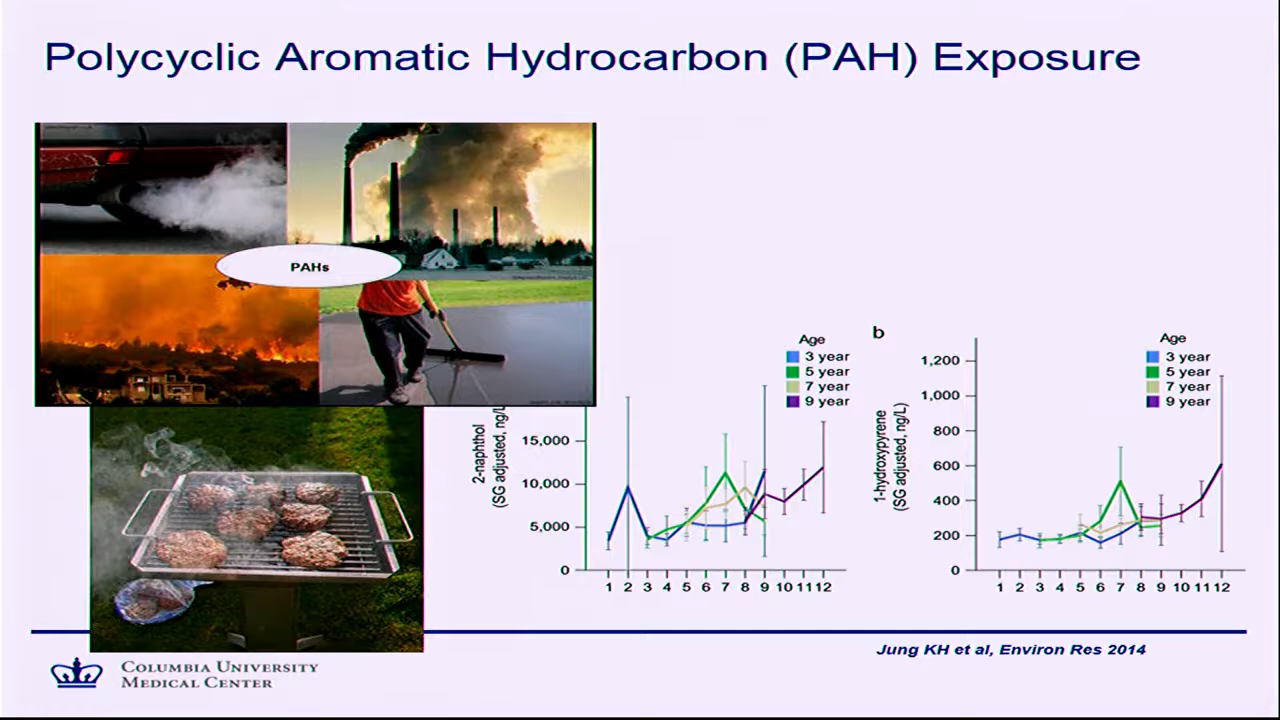 Polycyclic Aromatic Hydrocarbon (PAH) Exposure
PAHs
2-naphthol
(SG adjusted, ng/L
15,000
10,000
5,000
0
1 2 3 4 5 6 7 8 9 10 11 12
Age
3 year
5 year
7 year
9 year
b
1-hydroxypyrene
(SG adjusted, ng/L)
1,200
1,000
800
600
400
200
0
1 2 3 4 5 6 7 8 9 10 11 12
Age
3 year
5 year
7 year
9 year
Jung KH et al, Environ Res 2014
COLUMBIA UNIVERSITY
MEDICAL CENTER